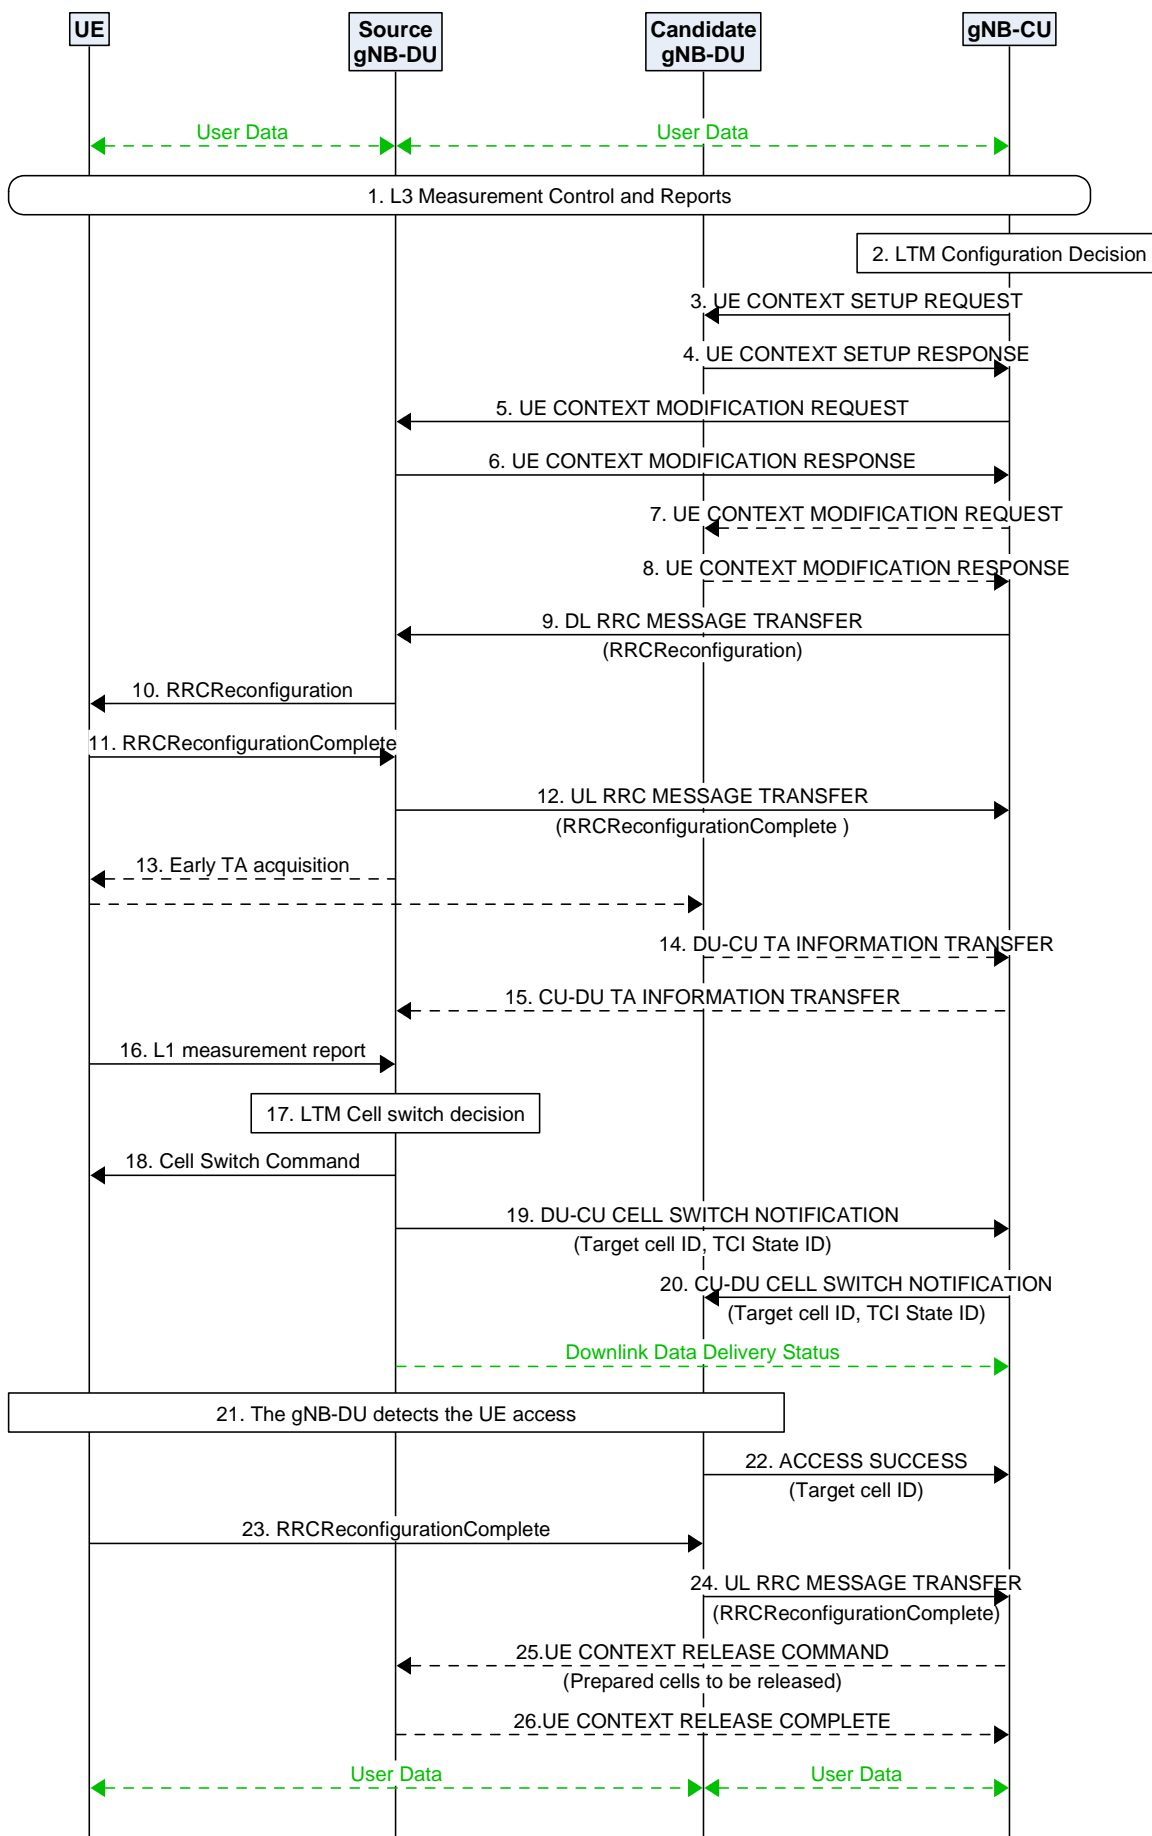 UE
Source
gNB-DU
Candidate
gNB-DU
gNB-CU
User Data
User Data
1. L3 Measurement Control and Reports
2. LTM Configuration Decision
3. UE CONTEXT SETUP REQUEST
4. UE CONTEXT SETUP RESPONSE
5. UE CONTEXT MODIFICATION REQUEST
6. UE CONTEXT MODIFICATION RESPONSE
7. UE CONTEXT MODIFICATION REQUEST
8. UE CONTEXT MODIFICATION RESPONSE
9. DL RRC MESSAGE TRANSFER
(RRCReconfiguration)
10. RRCReconfiguration
11. RRCReconfigurationComplete
12. UL RRC MESSAGE TRANSFER
(RRCReconfigurationComplete )
13. Early TA acquisition
14. DU-CU TA INFORMATION TRANSFER
15. CU-DU TA INFORMATION TRANSFER
16. L1 measurement report
17. LTM Cell switch decision
18. Cell Switch Command
19. DU-CU CELL SWITCH NOTIFICATION
(Target cell ID, TCI State ID)
20. CU-DU CELL SWITCH NOTIFICATION
(Target cell ID, TCI State ID)
Downlink Data Delivery Status
21. The gNB-DU detects the UE access
22. ACCESS SUCCESS
(Target cell ID)
23. RRCReconfigurationComplete
24. UL RRC MESSAGE TRANSFER
(RRCReconfigurationComplete)
25.UE CONTEXT RELEASE COMMAND
(Prepared cells to be released)
26.UE CONTEXT RELEASE COMPLETE
User Data
User Data